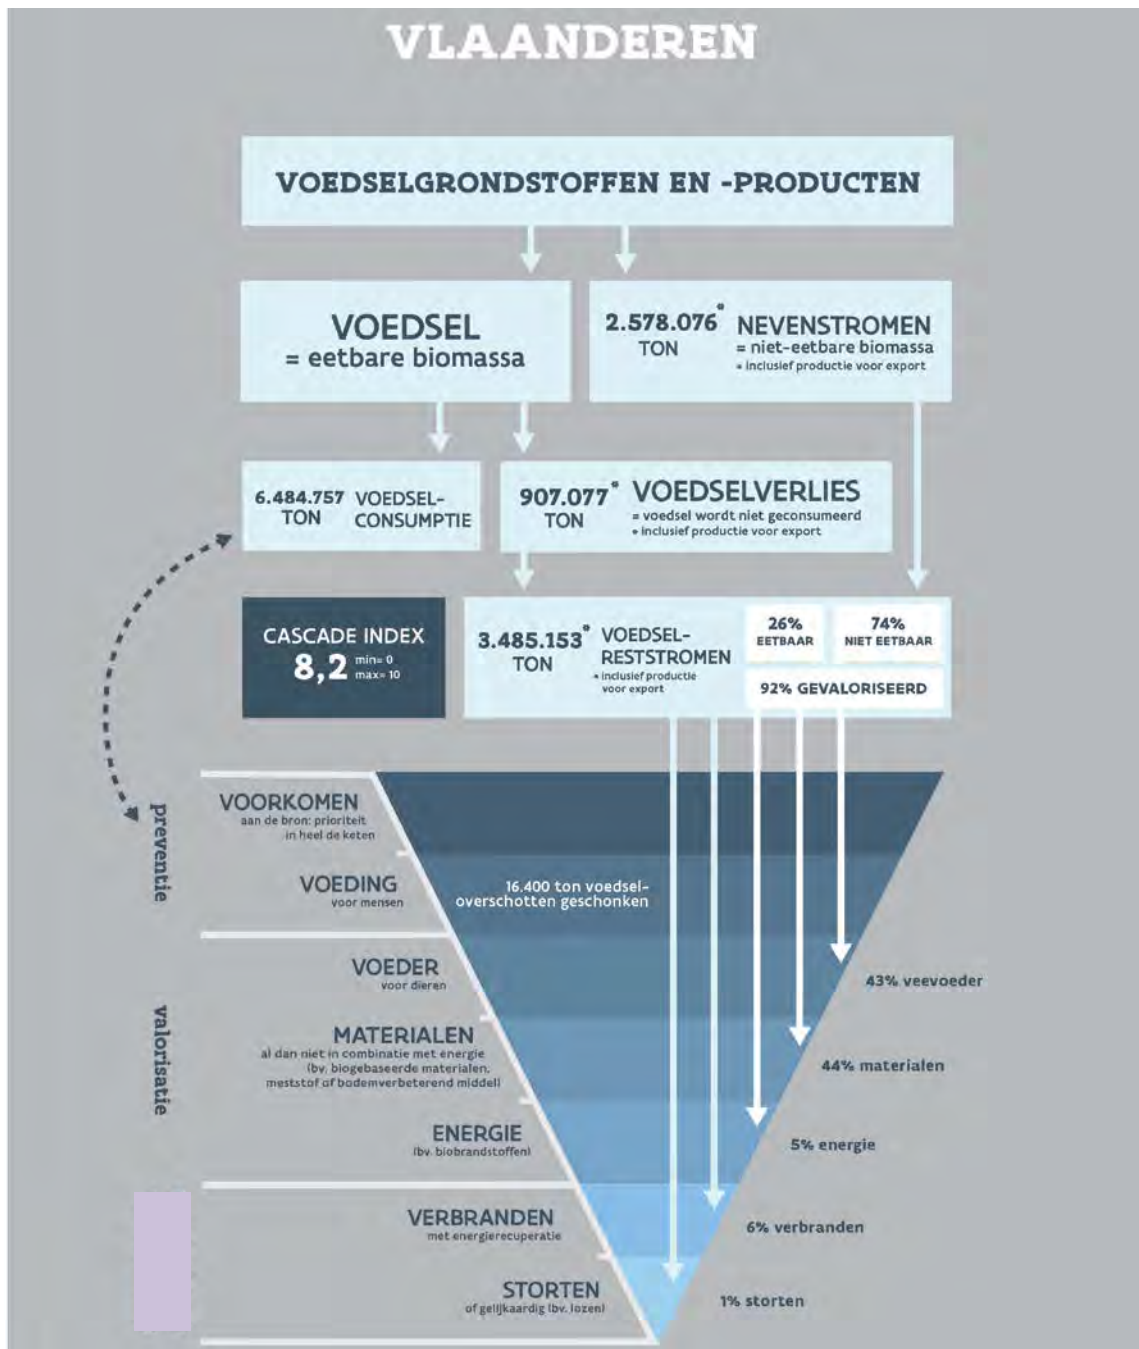 VLAANDEREN
VOEDSELGRONDSTOFFEN EN -PRODUCTEN
VOEDSEL
= eetbare biomassa
2.578.076*
TON
NEVENSTROMEN
= niet-eetbare biomassa
* inclusief productie voor export
6.484.757
TON
VOEDSEL-
CONSUMPTIE
907.077*
TON
VOEDSELVERLIES
= voedsel wordt niet geconsumeerd
* inclusief productie voor export
CASCADE INDEX
8,2
min= 0
max= 10
3.485.153*
TON
VOEDSEL-
RESTSTROMEN
* inclusief productie
voor export
26%
EETBAAR
74%
NIET EETBAAR
92% GEVALORISEERD
preventie
VOORKOMEN
aan de bron: prioriteit
in heel de keten
VOEDING
voor mensen
16.400 ton voedsel-
overschotten geschonken
valorisatie
VOEDER
voor dieren
43% veevoeder
MATERIALEN
al dan niet in combinatie met energie
(bv. biogebaseerde materialen,
meststof of bodemverbeterend middel)
44% materialen
ENERGIE
(bv. biobrandstoffen)
5% energie
VERBRANDEN
met energierecuperatie
6% verbranden
STORTEN
of gelijkaardig (bv. lozen)
1% storten